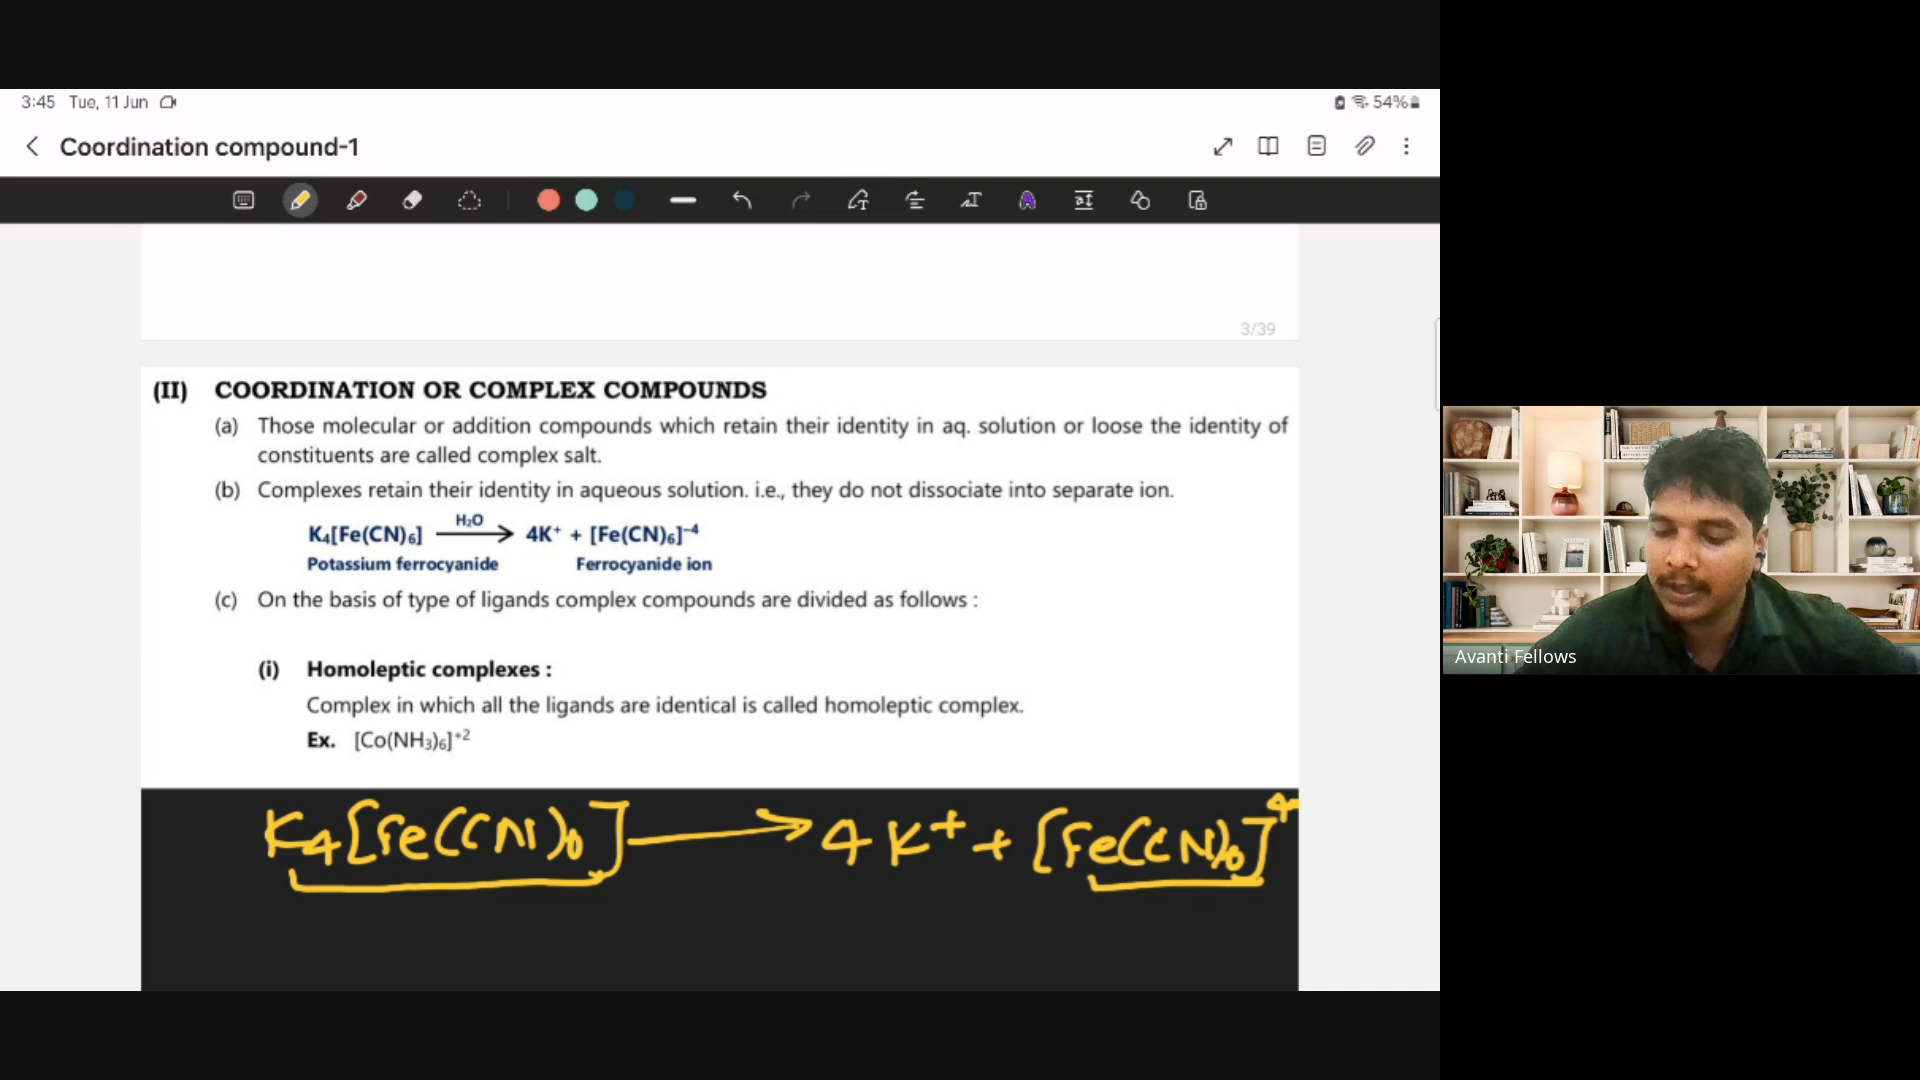 3:45 Tue, 11 Jun
54%
Coordination compound-1
3/39
(II) COORDINATION OR COMPLEX COMPOUNDS
(a) Those molecular or addition compounds which retain their identity in aq. solution or loose the identity of
constituents are called complex salt.
(b) Complexes retain their identity in aqueous solution. i.e., they do not dissociate into separate ion.
K₄[Fe(CN)₆] —H₂O→ 4K⁺ + [Fe(CN)₆]⁻⁴
Potassium ferrocyanide Ferrocyanide ion
(c) On the basis of type of ligands complex compounds are divided as follows :
(i) Homoleptic complexes :
Complex in which all the ligands are identical is called homoleptic complex.
Ex. [Co(NH₃)₆]⁺²
K₄[Fe(CN)₆] → 4K⁺ + [Fe(CN)₆]⁴⁻
Avanti Fellows